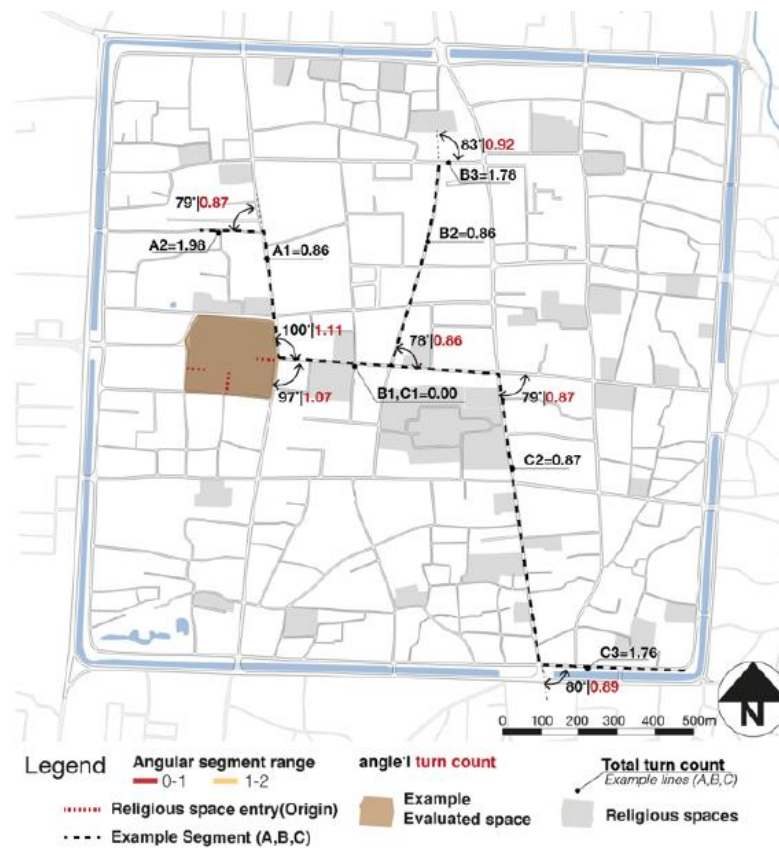 83°|0.92
B3=1.78
79°|0.87
B2=0.86
A2=1.98
A1=0.86
100°|1.11
78°|0.86
97°|1.07
B1,C1=0.00
79°|0.87
C2=0.87
C3=1.76
80°|0.89
N
0 100 200 300 400 500m
Legend
Angular segment range
0-1 1-2
angle'l turn count
Total turn count
Example lines (A,B,C)
Religious space entry(Origin)
Example
Evaluated space
Religious spaces
Example Segment (A,B,C)